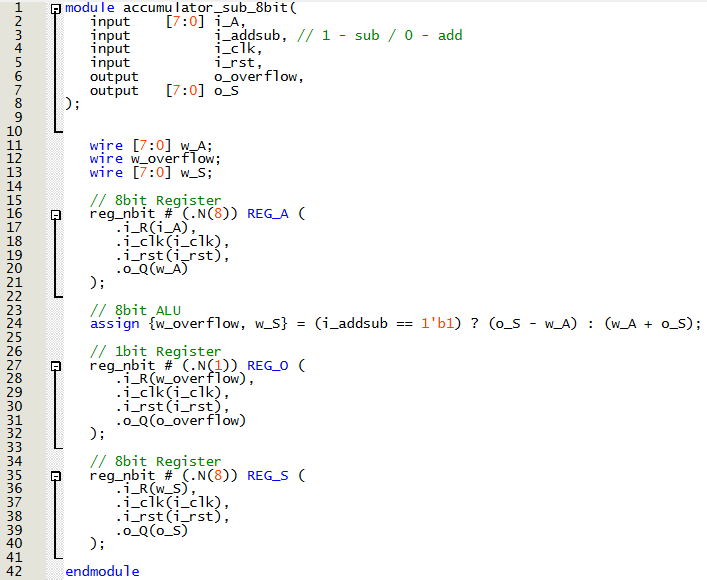 1 module accumulator_sub_8bit(
2 input [7:0] i_A,
3 input i_addsub, // 1 - sub / 0 - add
4 input i_clk,
5 input i_rst,
6 output o_overflow,
7 output [7:0] o_S
8 );
9
10
11 wire [7:0] w_A;
12 wire w_overflow;
13 wire [7:0] w_S;
14
15 // 8bit Register
16 reg_nbit # (.N(8)) REG_A (
17 .i_R(i_A),
18 .i_clk(i_clk),
19 .i_rst(i_rst),
20 .o_Q(w_A)
21 );
22
23 // 8bit ALU
24 assign {w_overflow, w_S} = (i_addsub == 1'b1) ? (o_S - w_A) : (w_A + o_S);
25
26 // 1bit Register
27 reg_nbit # (.N(1)) REG_O (
28 .i_R(w_overflow),
29 .i_clk(i_clk),
30 .i_rst(i_rst),
31 .o_Q(o_overflow)
32 );
33
34 // 8bit Register
35 reg_nbit # (.N(8)) REG_S (
36 .i_R(w_S),
37 .i_clk(i_clk),
38 .i_rst(i_rst),
39 .o_Q(o_S)
40 );
41
42 endmodule